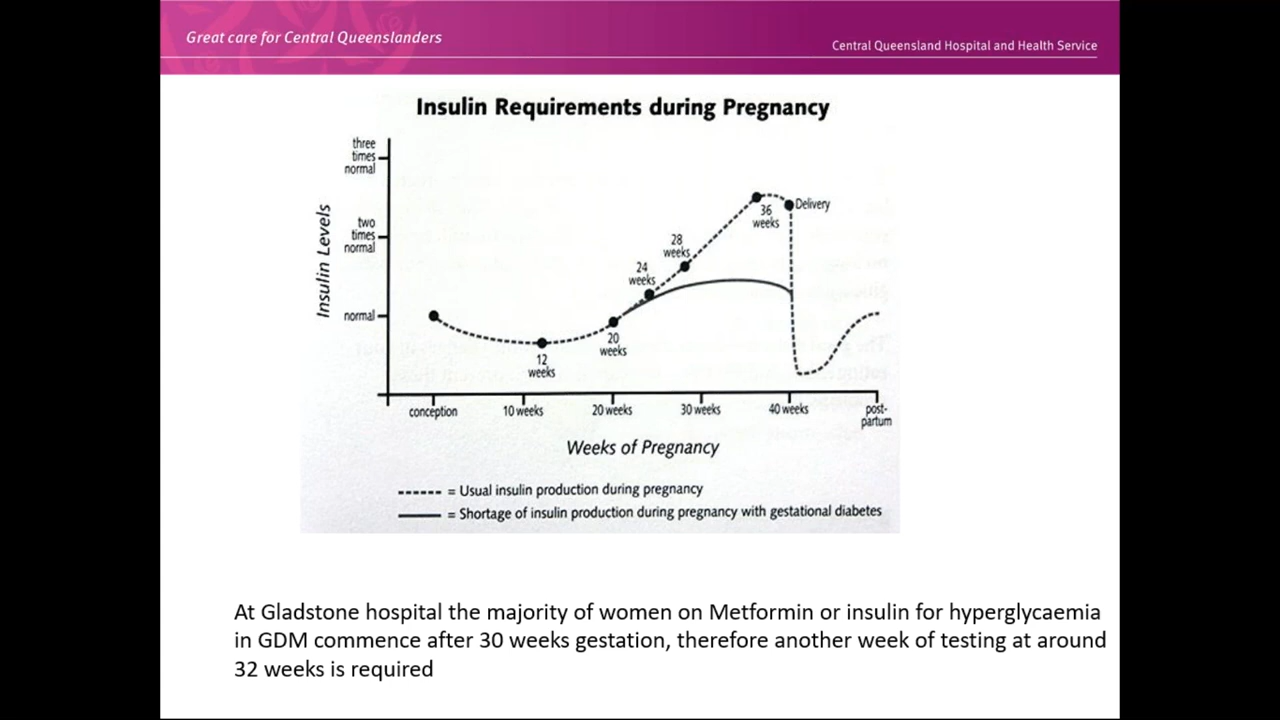 Great care for Central Queenslanders
Central Queensland Hospital and Health Service
Insulin Requirements during Pregnancy
three
times
normal
two
times
normal
normal
Insulin Levels
12
weeks
20
weeks
24
weeks
28
weeks
36
weeks
Delivery
conception
10 weeks
20 weeks
30 weeks
40 weeks
post-
partum
Weeks of Pregnancy
= Usual insulin production during pregnancy
= Shortage of insulin production during pregnancy with gestational diabetes
At Gladstone hospital the majority of women on Metformin or insulin for hyperglycaemia
in GDM commence after 30 weeks gestation, therefore another week of testing at around
32 weeks is required